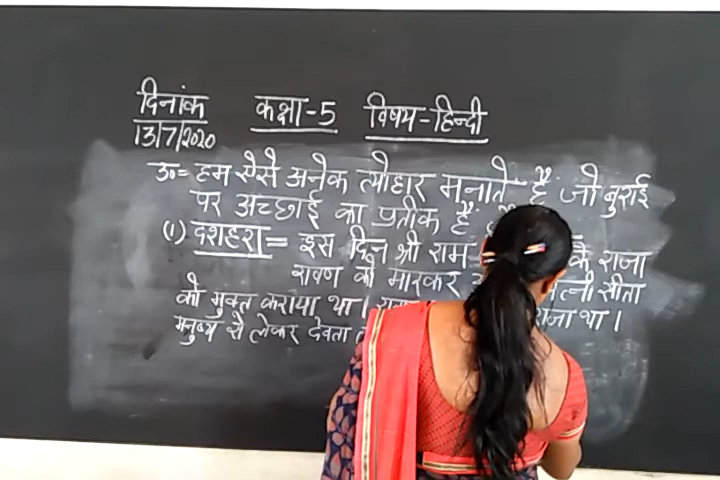 दिनांक कक्षा-5 विषय-हिन्दी
13/7/2020
उ०= हम ऐसे अनेक त्योहार मनाते हैं जो बुराई
पर अच्छाई का प्रतीक हैं
(1) दशहरा= इस दिन श्री राम के राजा
रावण को मारकर पत्नी सीता
को मुक्त कराया था। राजा था।
मनुष्य से लेकर देवता